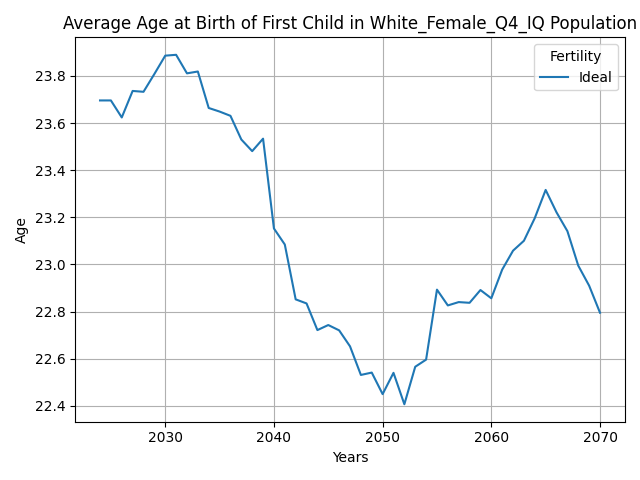 Average Age at Birth of First Child in White_Female_Q4_IQ Population
Fertility
Ideal
23.8
23.6
23.4
23.2
23.0
22.8
22.6
22.4
Age
2030
2040
2050
2060
2070
Years